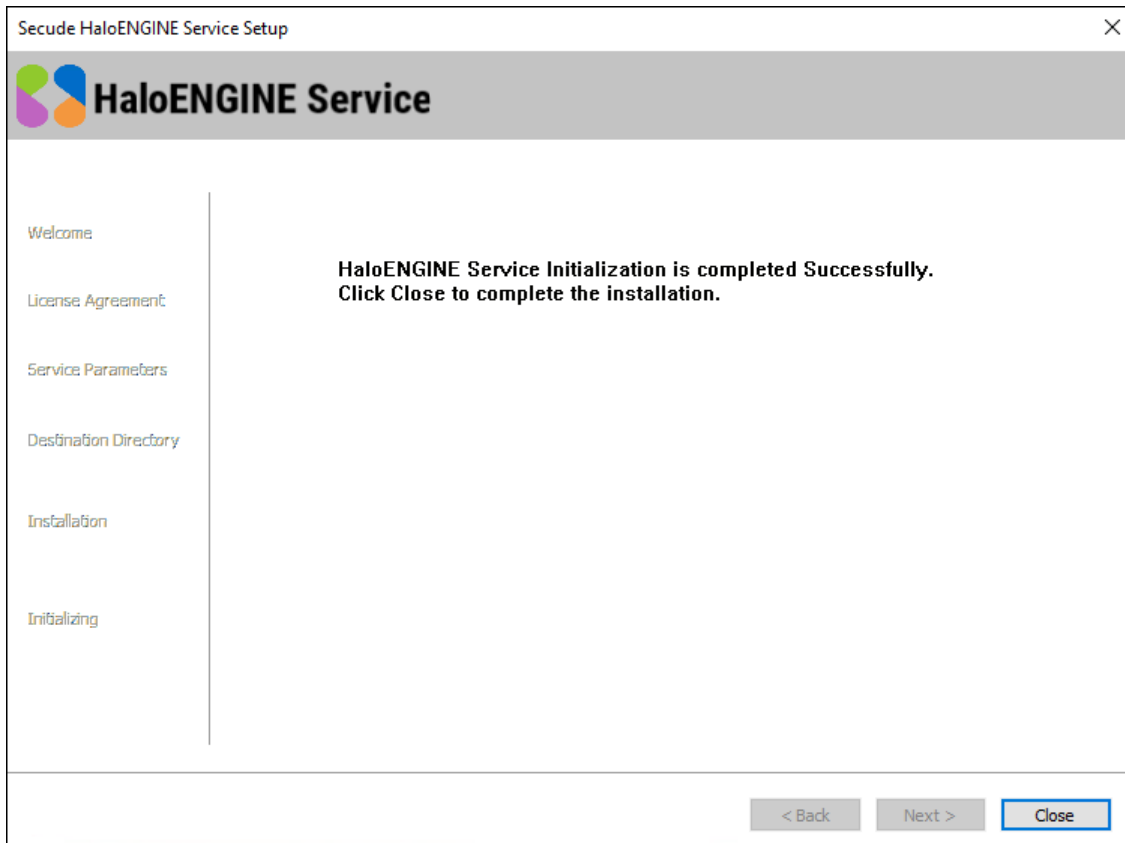 Secude HaloENGINE Service Setup
HaloENGINE Service
Welcome
License Agreement
Service Parameters
Destination Directory
Installation
Initializing
HaloENGINE Service Initialization is completed Successfully.
Click Close to complete the installation.
< Back
Next >
Close